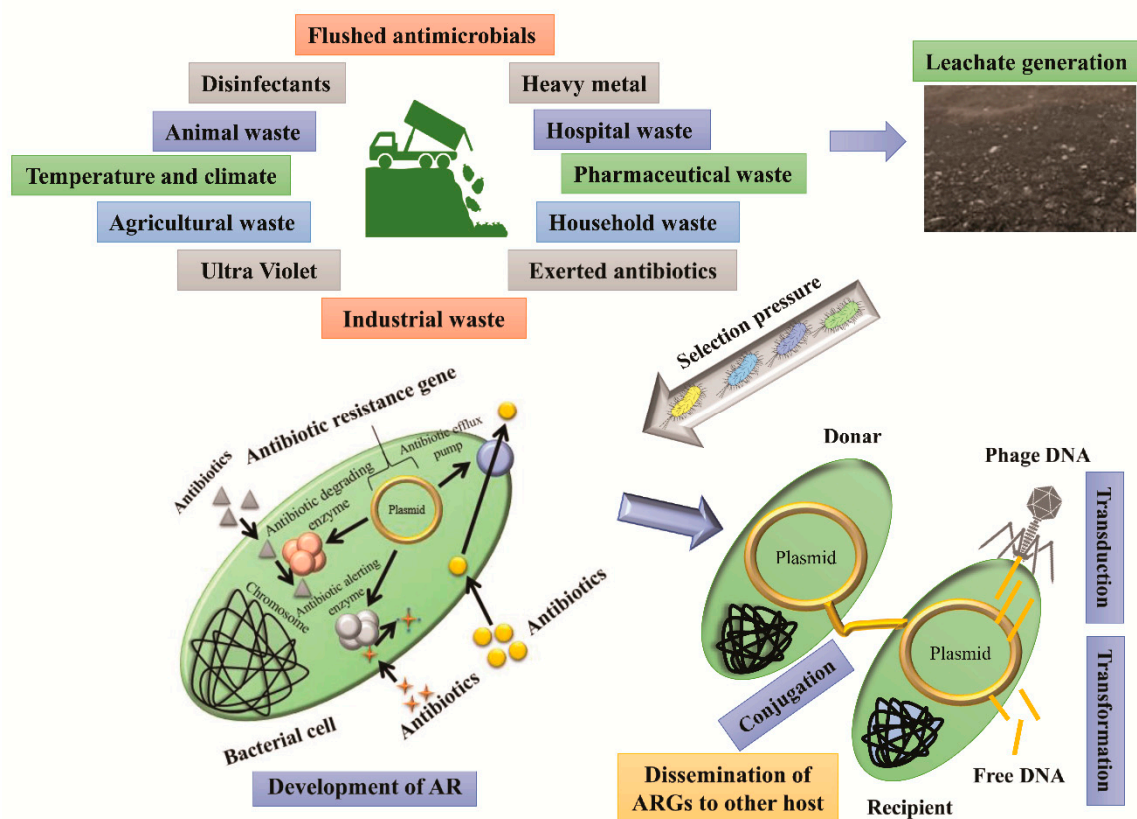 Flushed antimicrobials
Disinfectants
Heavy metal
Leachate generation
Animal waste
Hospital waste
Temperature and climate
Pharmaceutical waste
Agricultural waste
Household waste
Ultra Violet
Exerted antibiotics
Industrial waste
Selection pressure
Antibiotic resistance gene
Antibiotics
Antibiotic degrading
enzyme
Antibiotic efflux
pump
Plasmid
Chromosome
Antibiotic alerting
enzyme
Antibiotics
Antibiotics
Bacterial cell
Development of AR
Donar
Phage DNA
Plasmid
Transduction
Plasmid
Conjugation
Transformation
Free DNA
Recipient
Dissemination of
ARGs to other host